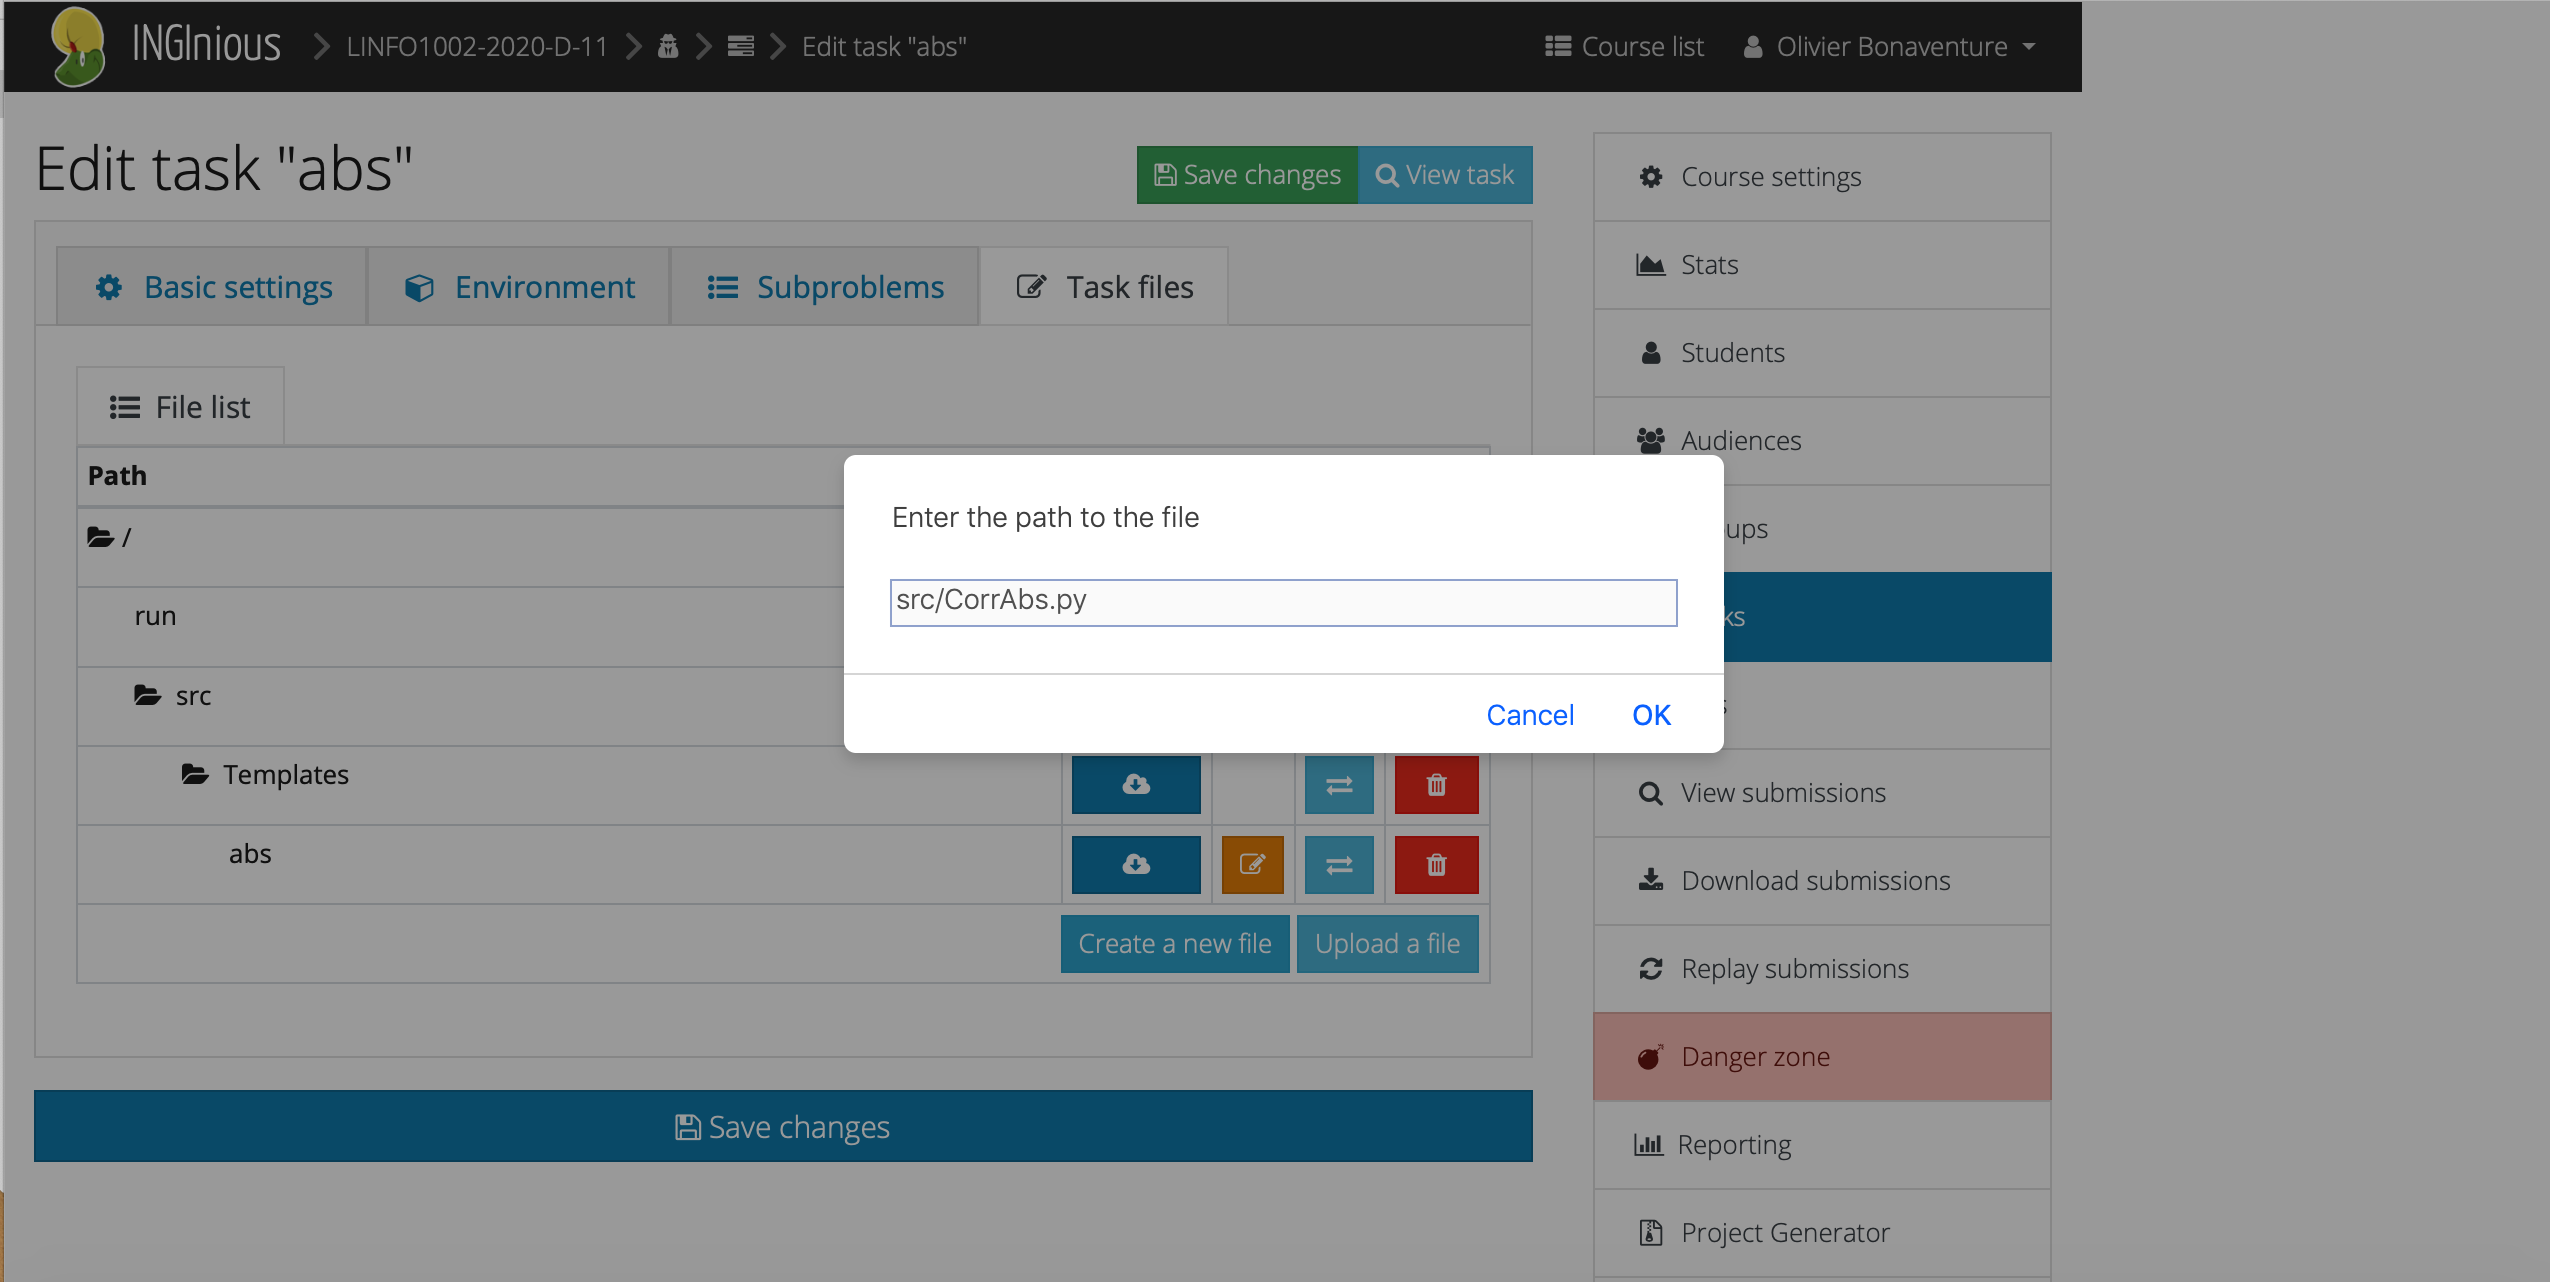 INGInious
LINFO1002-2020-D-11
Edit task "abs"
Course list
Olivier Bonaventure
Edit task "abs"
Save changes
View task
Basic settings
Environment
Subproblems
Task files
File list
Path
/
run
src
Templates
abs
Create a new file
Upload a file
Save changes
Enter the path to the file
src/CorrAbs.py
Cancel
OK
Course settings
Stats
Students
Audiences
ups
ks
View submissions
Download submissions
Replay submissions
Danger zone
Reporting
Project Generator